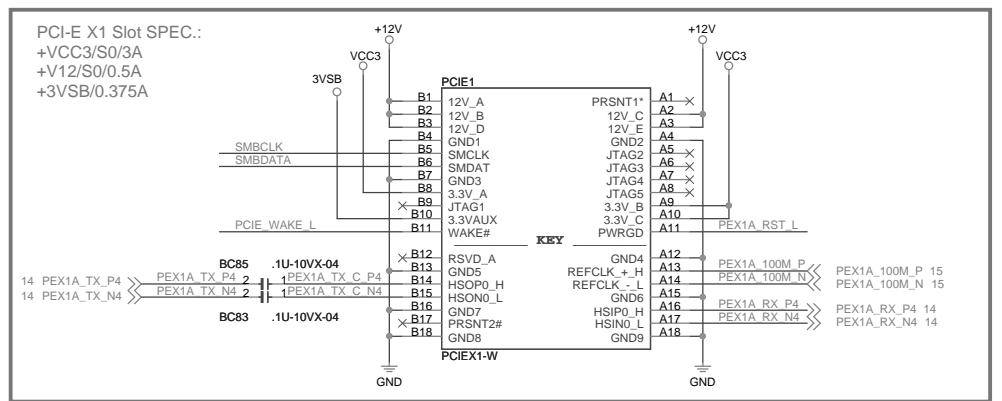 PCI-E X1 Slot SPEC.:
+VCC3/S0/3A
+V12/S0/0.5A
+3VSB/0.375A
+12V
+12V
VCC3
VCC3
3VSB
PCIE1
B1 12V_A PRSNT1* A1
B2 12V_B 12V_C A2
B3 12V_D 12V_E A3
B4 GND1 GND2 A4
SMBCLK B5 SMCLK JTAG2 A5
SMBDATA B6 SMDAT JTAG3 A6
B7 GND3 JTAG4 A7
B8 3.3V_A JTAG5 A8
B9 JTAG1 3.3V_B A9
B10 3.3VAUX 3.3V_C A10
PCIE_WAKE_L B11 WAKE# PWRGD A11 PEX1A_RST_L
KEY
BC85 .1U-10VX-04 B12 RSVD_A GND4 A12
B13 GND5 REFCLK_+_H A13 PEX1A_100M_P PEX1A_100M_P 15
14 PEX1A_TX_P4 PEX1A_TX_P4 2 1 PEX1A_TX_C_P4 B14 HSOP0_H REFCLK_-_L A14 PEX1A_100M_N PEX1A_100M_N 15
14 PEX1A_TX_N4 PEX1A_TX_N4 2 1 PEX1A_TX_C_N4 B15 HSON0_L GND6 A15
B16 GND7 HSIP0_H A16 PEX1A_RX_P4 PEX1A_RX_P4 14
BC83 .1U-10VX-04 B17 PRSNT2# HSIN0_L A17 PEX1A_RX_N4 PEX1A_RX_N4 14
B18 GND8 GND9 A18
PCIEX1-W
GND
GND